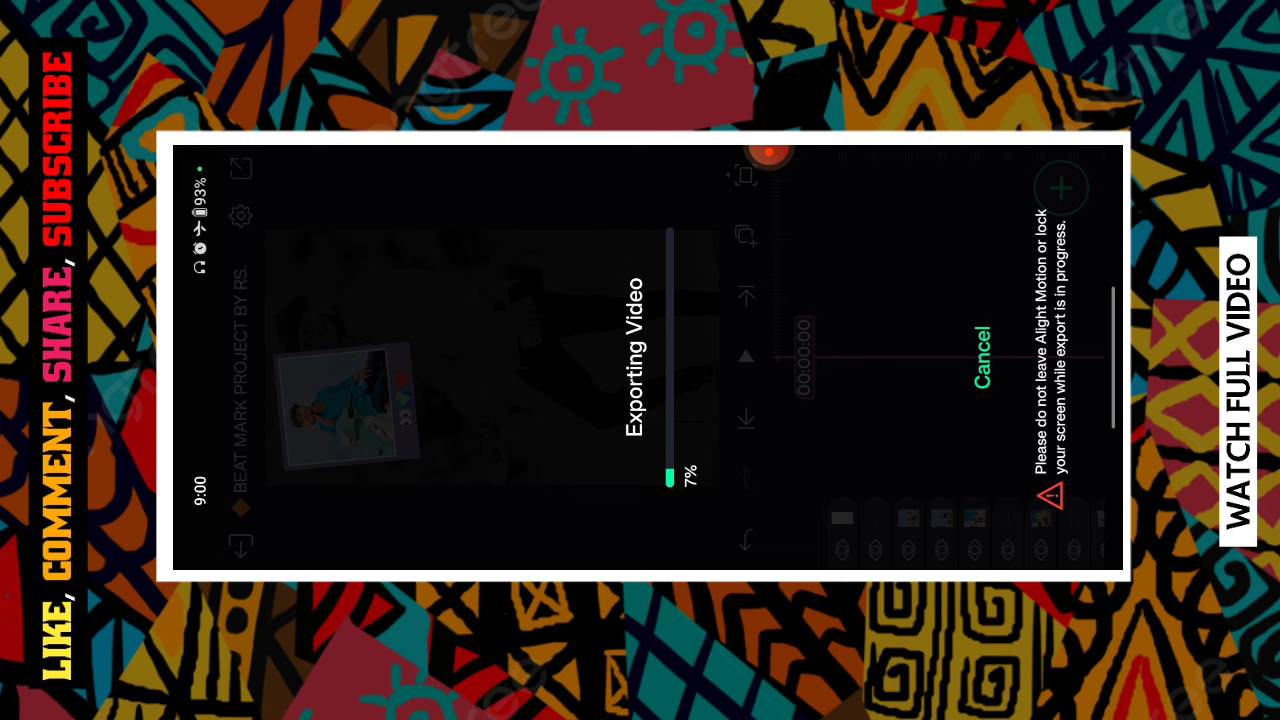 LIKE, COMMENT, SHARE, SUBSCRIBE
9:00
93%
BEAT MARK PROJECT BY RS.
Exporting Video
7%
00:00:00
Cancel
Please do not leave Alight Motion or lock
your screen while export is in progress.
WATCH FULL VIDEO